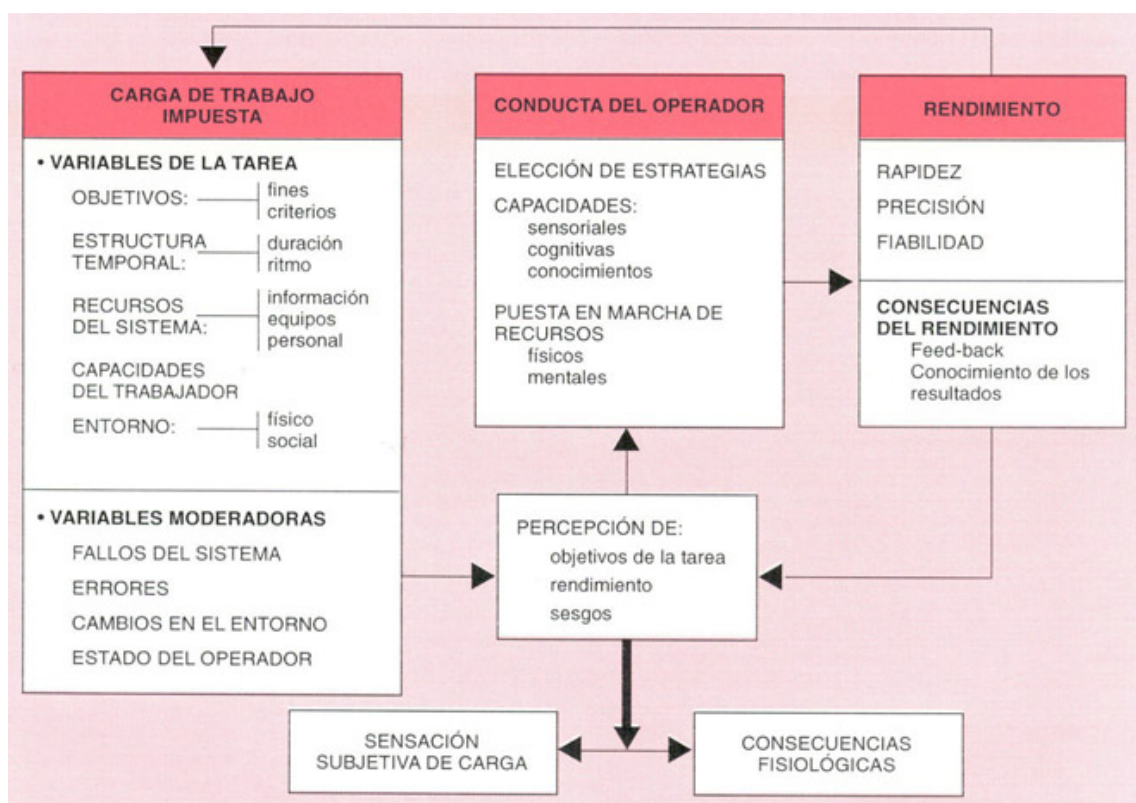 CARGA DE TRABAJO
IMPUESTA
• VARIABLES DE LA TAREA
OBJETIVOS:
fines
criterios
ESTRUCTURA
TEMPORAL:
duración
ritmo
RECURSOS
DEL SISTEMA:
información
equipos
personal
CAPACIDADES
DEL TRABAJADOR
ENTORNO:
físico
social
• VARIABLES MODERADORAS
FALLOS DEL SISTEMA
ERRORES
CAMBIOS EN EL ENTORNO
ESTADO DEL OPERADOR
CONDUCTA DEL OPERADOR
ELECCIÓN DE ESTRATEGIAS
CAPACIDADES:
sensoriales
cognitivas
conocimientos
PUESTA EN MARCHA DE
RECURSOS
físicos
mentales
RENDIMIENTO
RAPIDEZ
PRECISIÓN
FIABILIDAD
CONSECUENCIAS
DEL RENDIMIENTO
Feed-back
Conocimiento de los
resultados
PERCEPCIÓN DE:
objetivos de la tarea
rendimiento
sesgos
SENSACIÓN
SUBJETIVA DE CARGA
CONSECUENCIAS
FISIOLÓGICAS